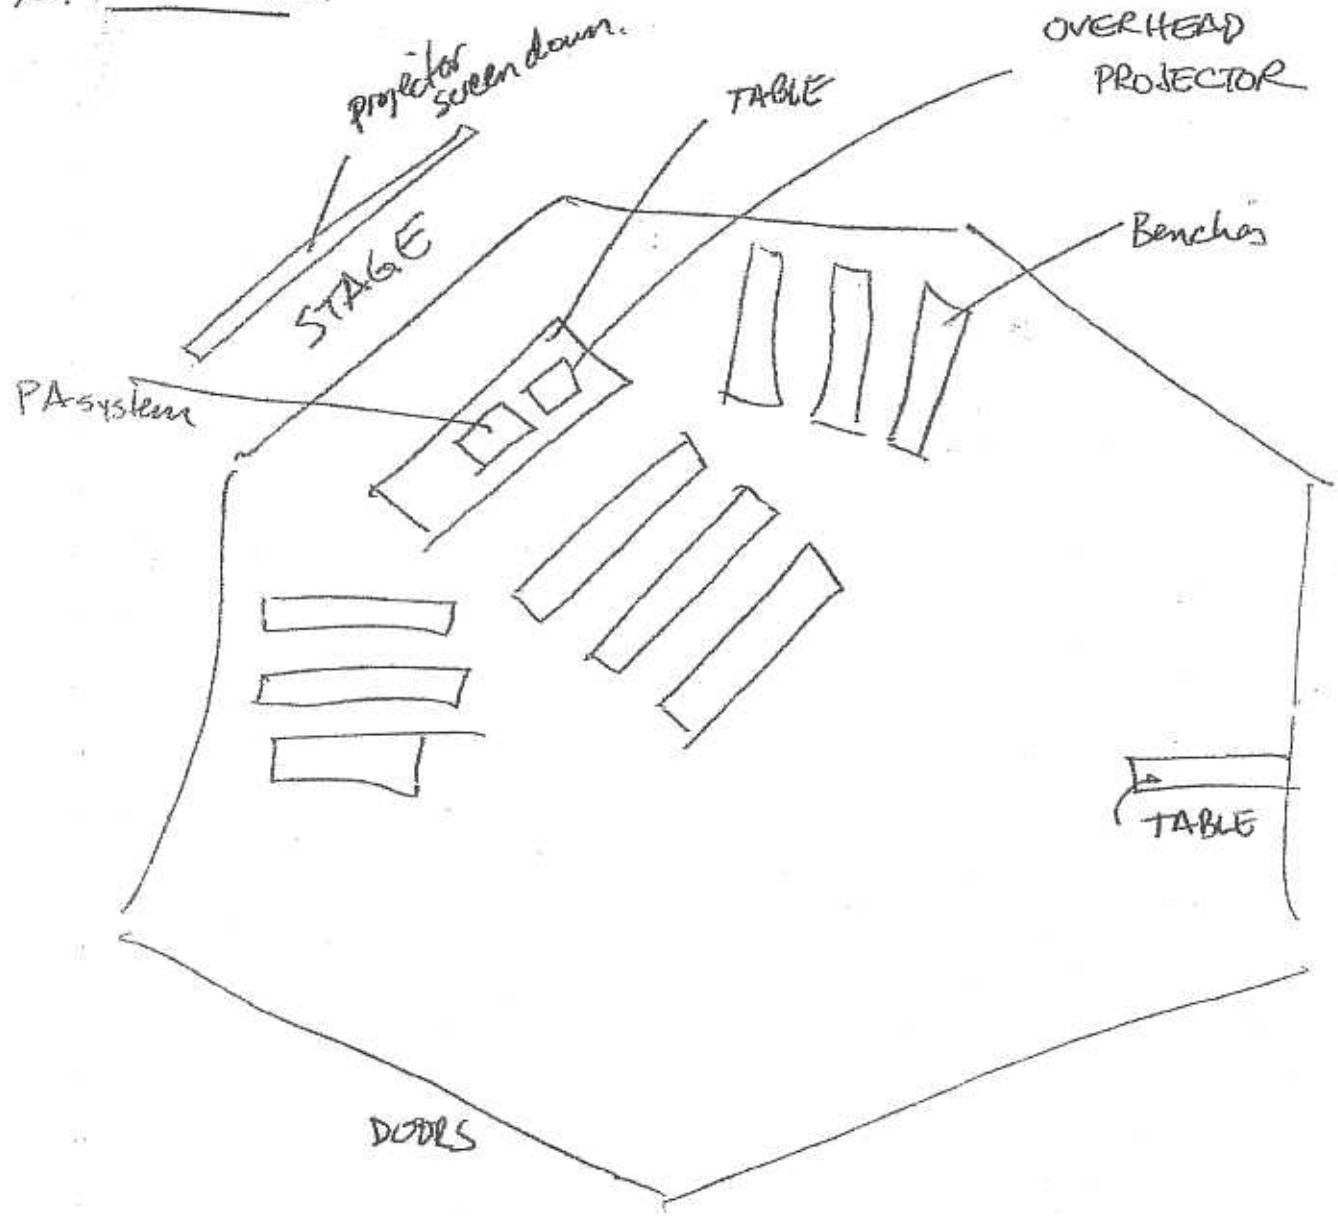 projector
screen down.
TABLE
OVERHEAD
PROJECTOR
STAGE
Benches
PA system
TABLE
DOORS